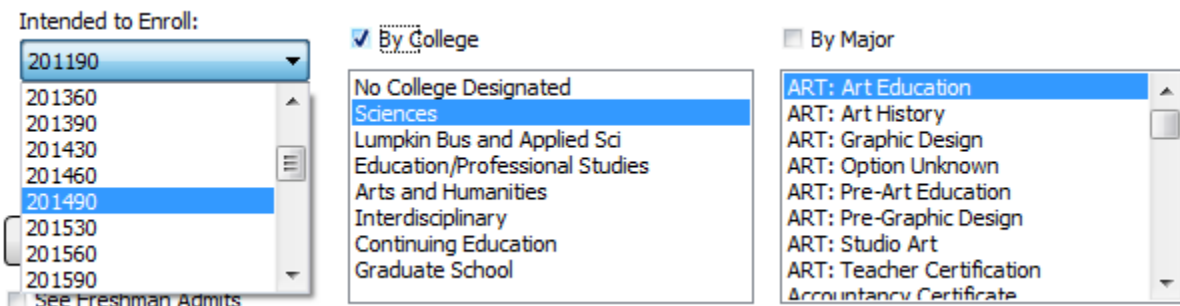 Intended to Enroll:
201190
201360
201390
201430
201460
201490
201530
201560
201590
See Freshman Admits
By College
No College Designated
Sciences
Lumpkin Bus and Applied Sci
Education/Professional Studies
Arts and Humanities
Interdisciplinary
Continuing Education
Graduate School
By Major
ART: Art Education
ART: Art History
ART: Graphic Design
ART: Option Unknown
ART: Pre-Art Education
ART: Pre-Graphic Design
ART: Studio Art
ART: Teacher Certification
Accountancy Certificate